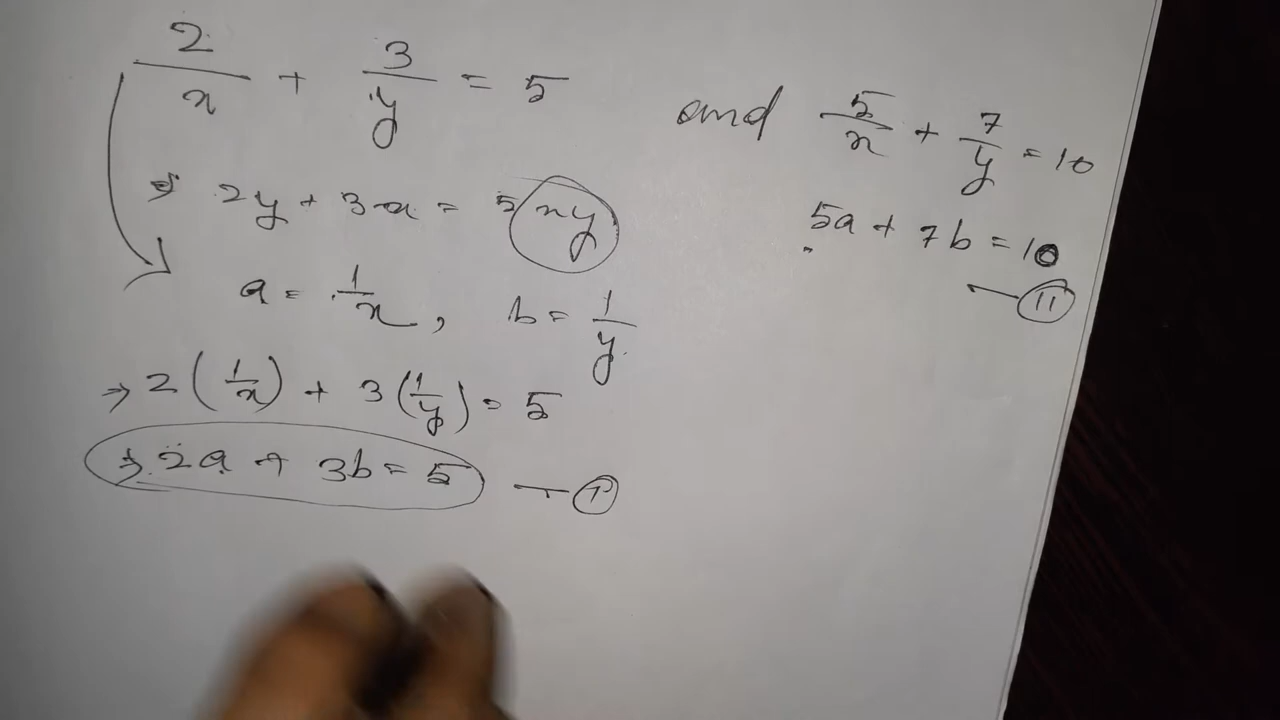 2/x + 3/y = 5
and 5/x + 7/y = 10
⇒ 2y + 3x = 5xy
5a + 7b = 10 — (II)
a = 1/x, b = 1/y
⇒ 2(1/x) + 3(1/y) = 5
⇒ 2a + 3b = 5 — (I)